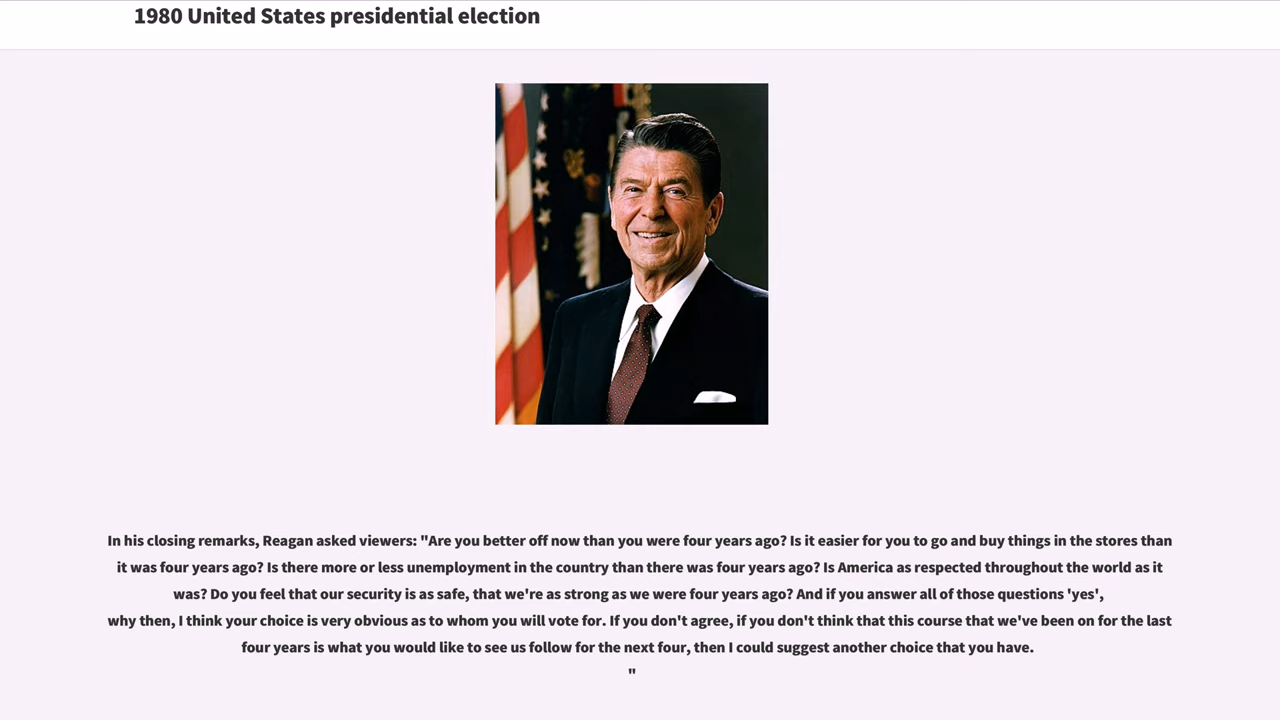 1980 United States presidential election
In his closing remarks, Reagan asked viewers: "Are you better off now than you were four years ago? Is it easier for you to go and buy things in the stores than
it was four years ago? Is there more or less unemployment in the country than there was four years ago? Is America as respected throughout the world as it
was? Do you feel that our security is as safe, that we're as strong as we were four years ago? And if you answer all of those questions 'yes',
why then, I think your choice is very obvious as to whom you will vote for. If you don't agree, if you don't think that this course that we've been on for the last
four years is what you would like to see us follow for the next four, then I could suggest another choice that you have.
"